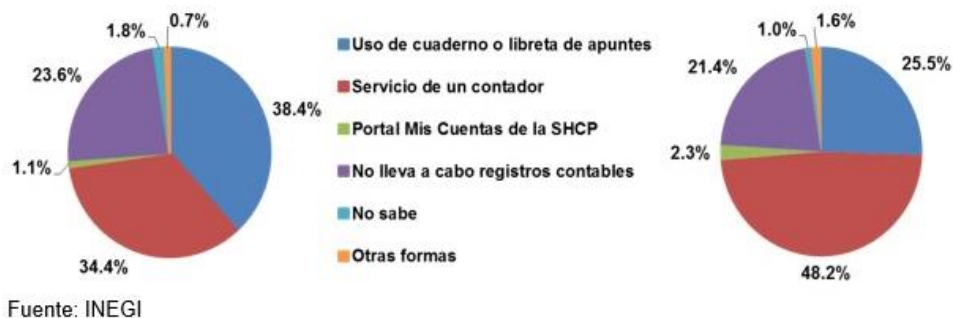 1.8%
0.7%
23.6%
38.4%
1.1%
34.4%
Uso de cuaderno o libreta de apuntes
Servicio de un contador
Portal Mis Cuentas de la SHCP
No lleva a cabo registros contables
No sabe
Otras formas
1.0%
1.6%
21.4%
25.5%
2.3%
48.2%
Fuente: INEGI